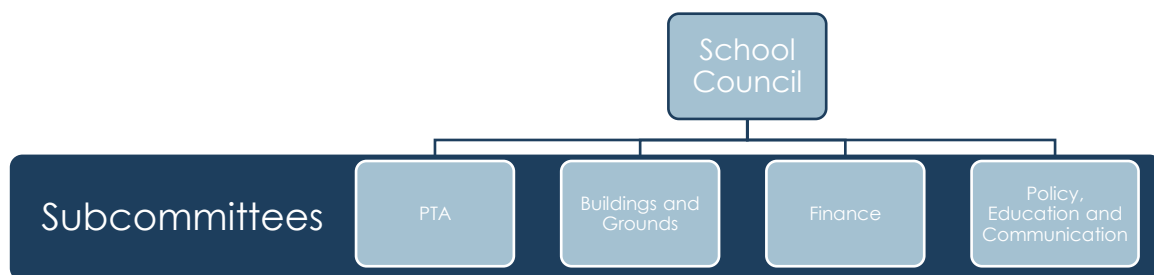 School
Council
Subcommittees
PTA
Buildings and
Grounds
Finance
Policy,
Education and
Communication